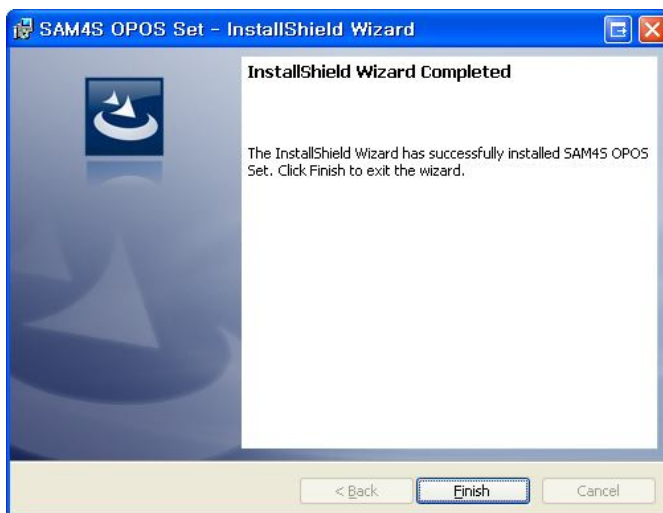 SAM4S OPOS Set - InstallShield Wizard
InstallShield Wizard Completed
The InstallShield Wizard has successfully installed SAM4S OPOS
Set. Click Finish to exit the wizard.
< Back
Finish
Cancel